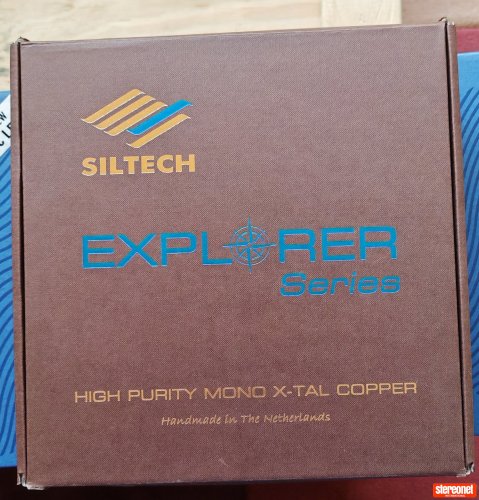 SILTECH
EXPLORER
Series
HIGH PURITY MONO X-TAL COPPER
Handmade in The Netherlands
stereonet